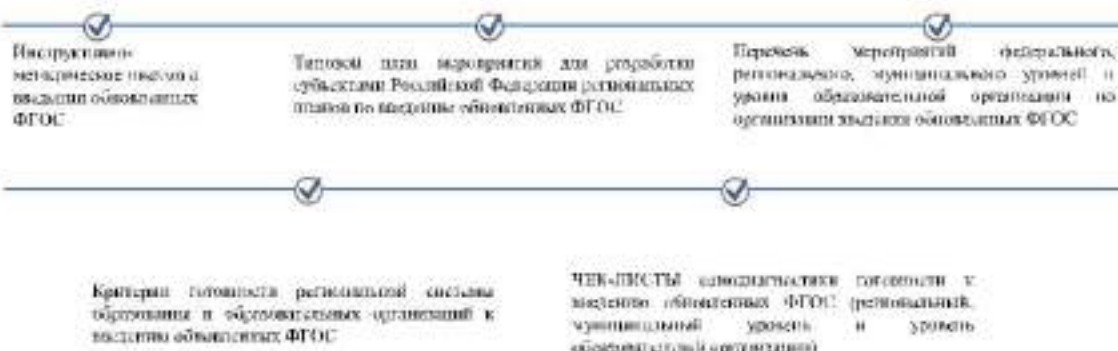 Инструктивно-
методическое письмо о
введении обновленных
ФГОС
Типовой план мероприятий для разработки
субъектами Российской Федерации региональных
планов по введению обновленных ФГОС
Перечень мероприятий федерального,
регионального, муниципального уровней и
уровня образовательной организации по
организации введения обновленных ФГОС
Критерии готовности региональной системы
образования и образовательных организаций к
введению обновленных ФГОС
ЧЕК-ЛИСТЫ самодиагностики готовности к
введению обновленных ФГОС (региональный,
муниципальный уровень и уровень
образовательной организации)